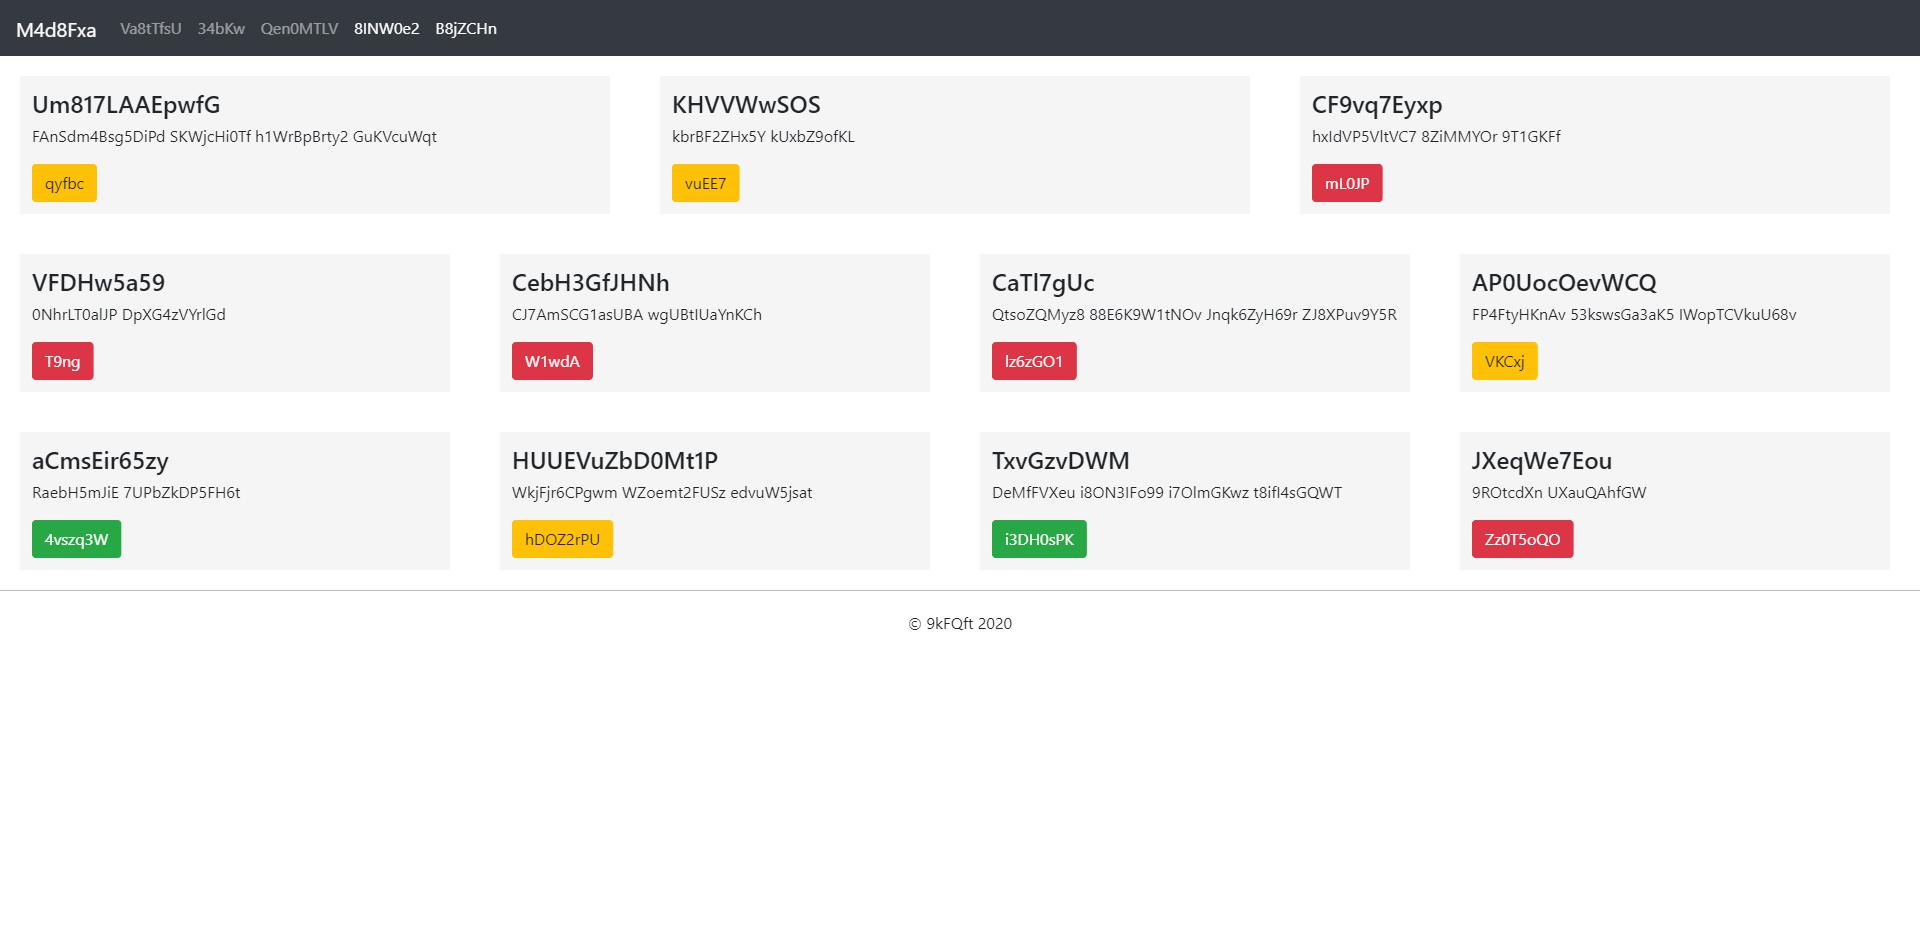 M4d8Fxa Va8tTfsU 34bKw Qen0MTLV 8INW0e2 B8jZCHn
Um817LAAEpwfG
FAnSdm4Bsg5DiPd SKWjcHi0Tf h1WrBpBrty2 GuKVcuWqt
qyfbc
KHVVWwSOS
kbrBF2ZHx5Y kUxbZ9ofKL
vuEE7
CF9vq7Eyxp
hxIdVP5VltVC7 8ZiMMYOr 9T1GKFf
mL0JP
VFDHw5a59
0NhrLT0alJP DpXG4zVYrlGd
T9ng
CebH3GfJHNh
CJ7AmSCG1asUBA wgUBtIUaYnKCh
W1wdA
CaTl7gUc
QtsoZQMyz8 88E6K9W1tNOv Jnqk6ZyH69r ZJ8XPuv9Y5R
lz6zGO1
AP0UocOevWCQ
FP4FtyHKnAv 53kswsGa3aK5 IWopTCVkuU68v
VKCxj
aCmsEir65zy
RaebH5mJiE 7UPbZkDP5FH6t
4vszq3W
HUUEVuZbD0Mt1P
WkjFjr6CPgwm WZoemt2FUSz edvuW5jsat
hDOZ2rPU
TxvGzvDWM
DeMfFVXeu i8ON3IFo99 i7OlmGKwz t8ifI4sGQWT
i3DH0sPK
JXeqWe7Eou
9ROtcdXn UXauQAhfGW
Zz0T5oQO
© 9kFQft 2020